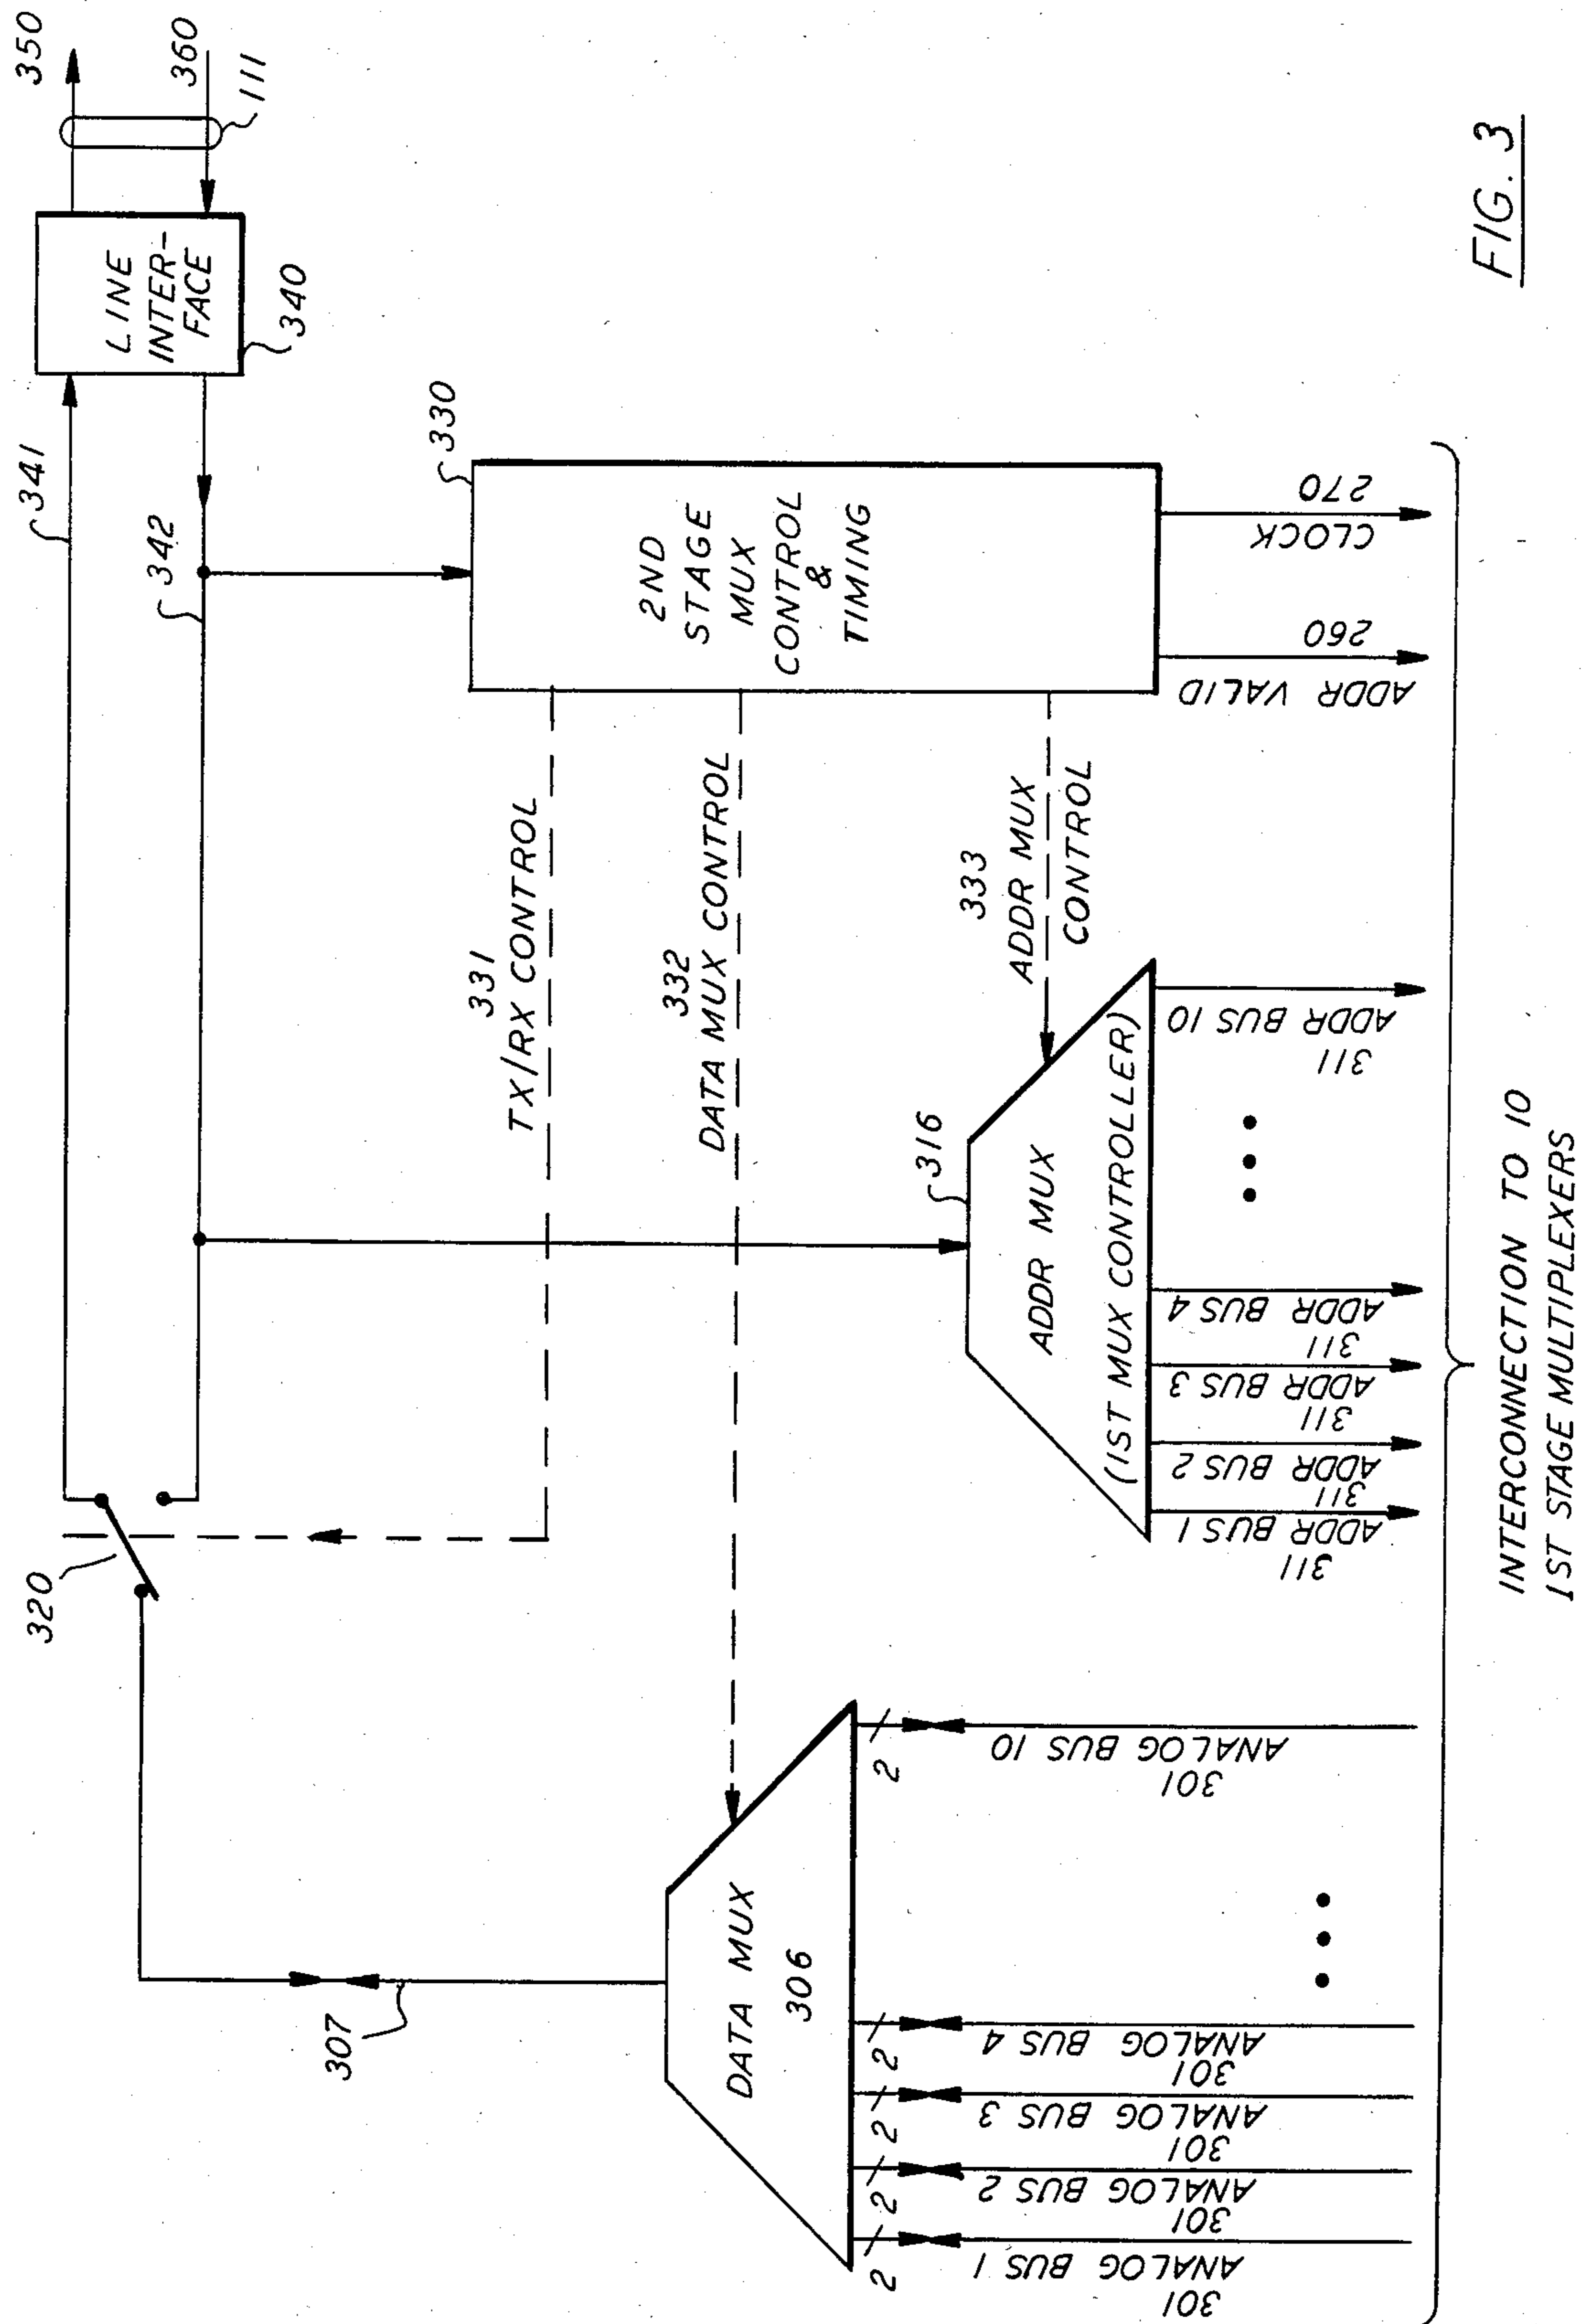 350
360
111
LINE
INTER-
FACE
340
341
342
330
2ND
STAGE
MUX
CONTROL
&
TIMING
CLOCK
270
ADDR VALID
260
331
TX/RX CONTROL
332
DATA MUX CONTROL
333
ADDR MUX
CONTROL
320
316
ADDR MUX
(1ST MUX CONTROLLER)
ADDR BUS 1
311
ADDR BUS 2
311
ADDR BUS 3
311
ADDR BUS 4
311
ADDR BUS 10
311
307
DATA MUX
306
2
2
2
2
2
ANALOG BUS 1
301
ANALOG BUS 2
301
ANALOG BUS 3
301
ANALOG BUS 4
301
ANALOG BUS 10
301
INTERCONNECTION TO 10
1ST STAGE MULTIPLEXERS
FIG. 3